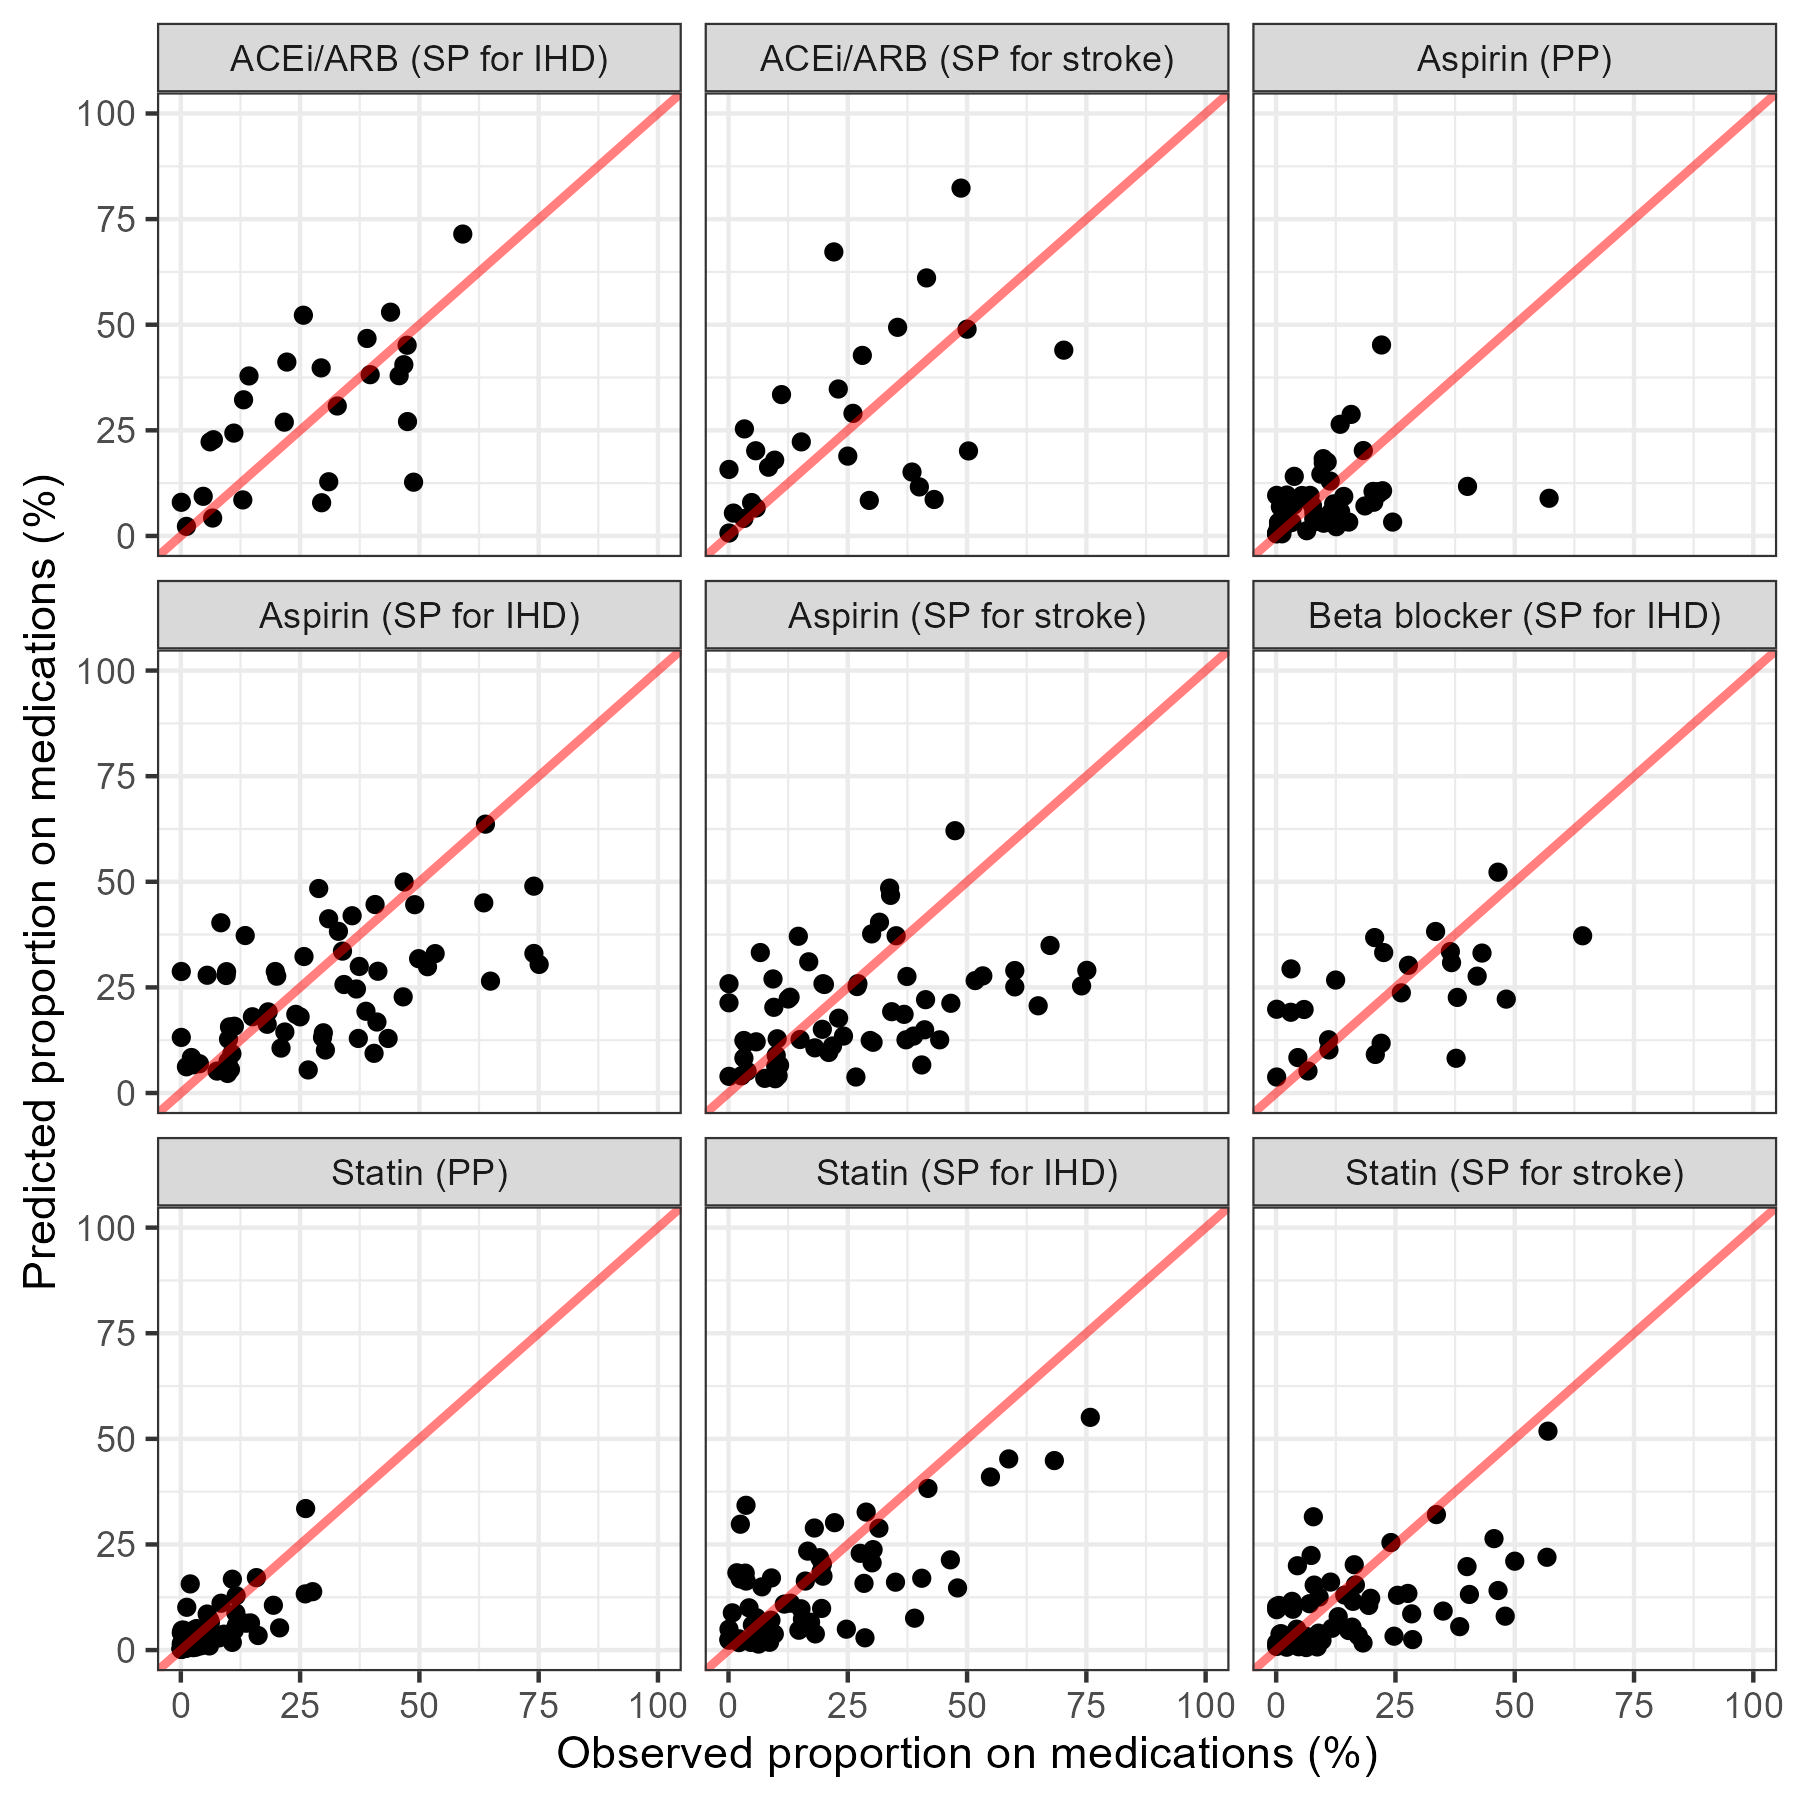 ACEi/ARB (SP for IHD)
ACEi/ARB (SP for stroke)
Aspirin (PP)
100
75
50
25
0
Aspirin (SP for IHD)
Aspirin (SP for stroke)
Beta blocker (SP for IHD)
100
75
50
25
0
Statin (PP)
Statin (SP for IHD)
Statin (SP for stroke)
100
75
50
25
0
0 25 50 75 100
0 25 50 75 100
0 25 50 75 100
Observed proportion on medications (%)
Predicted proportion on medications (%)